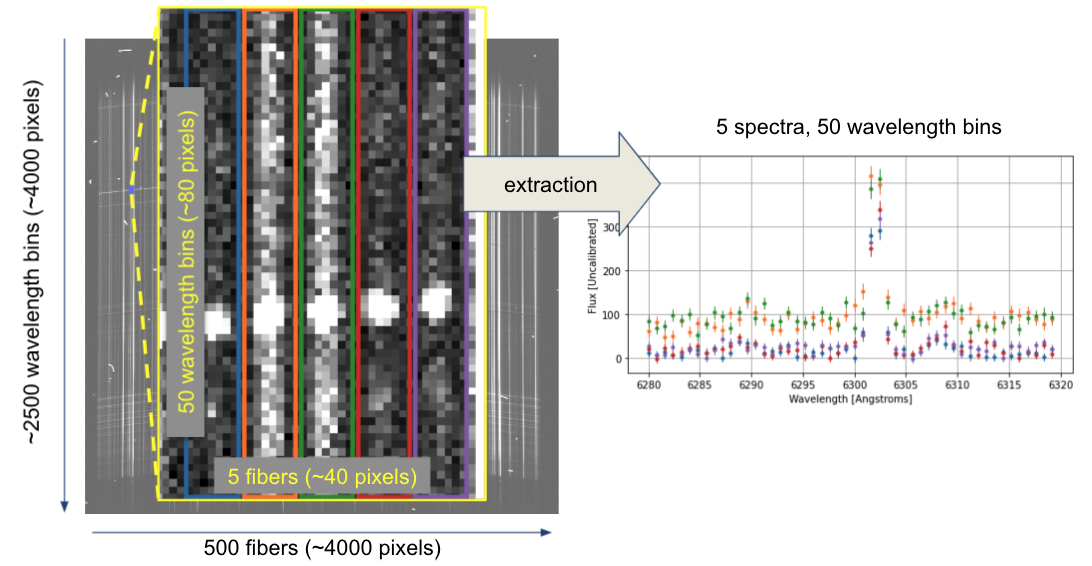 ~2500 wavelength bins (~4000 pixels)
50 wavelength bins (~80 pixels)
5 fibers (~40 pixels)
500 fibers (~4000 pixels)
extraction
5 spectra, 50 wavelength bins
Flux [Uncalibrated]
300
200
100
0
6280 6285 6290 6295 6300 6305 6310 6315 6320
Wavelength [Angstroms]